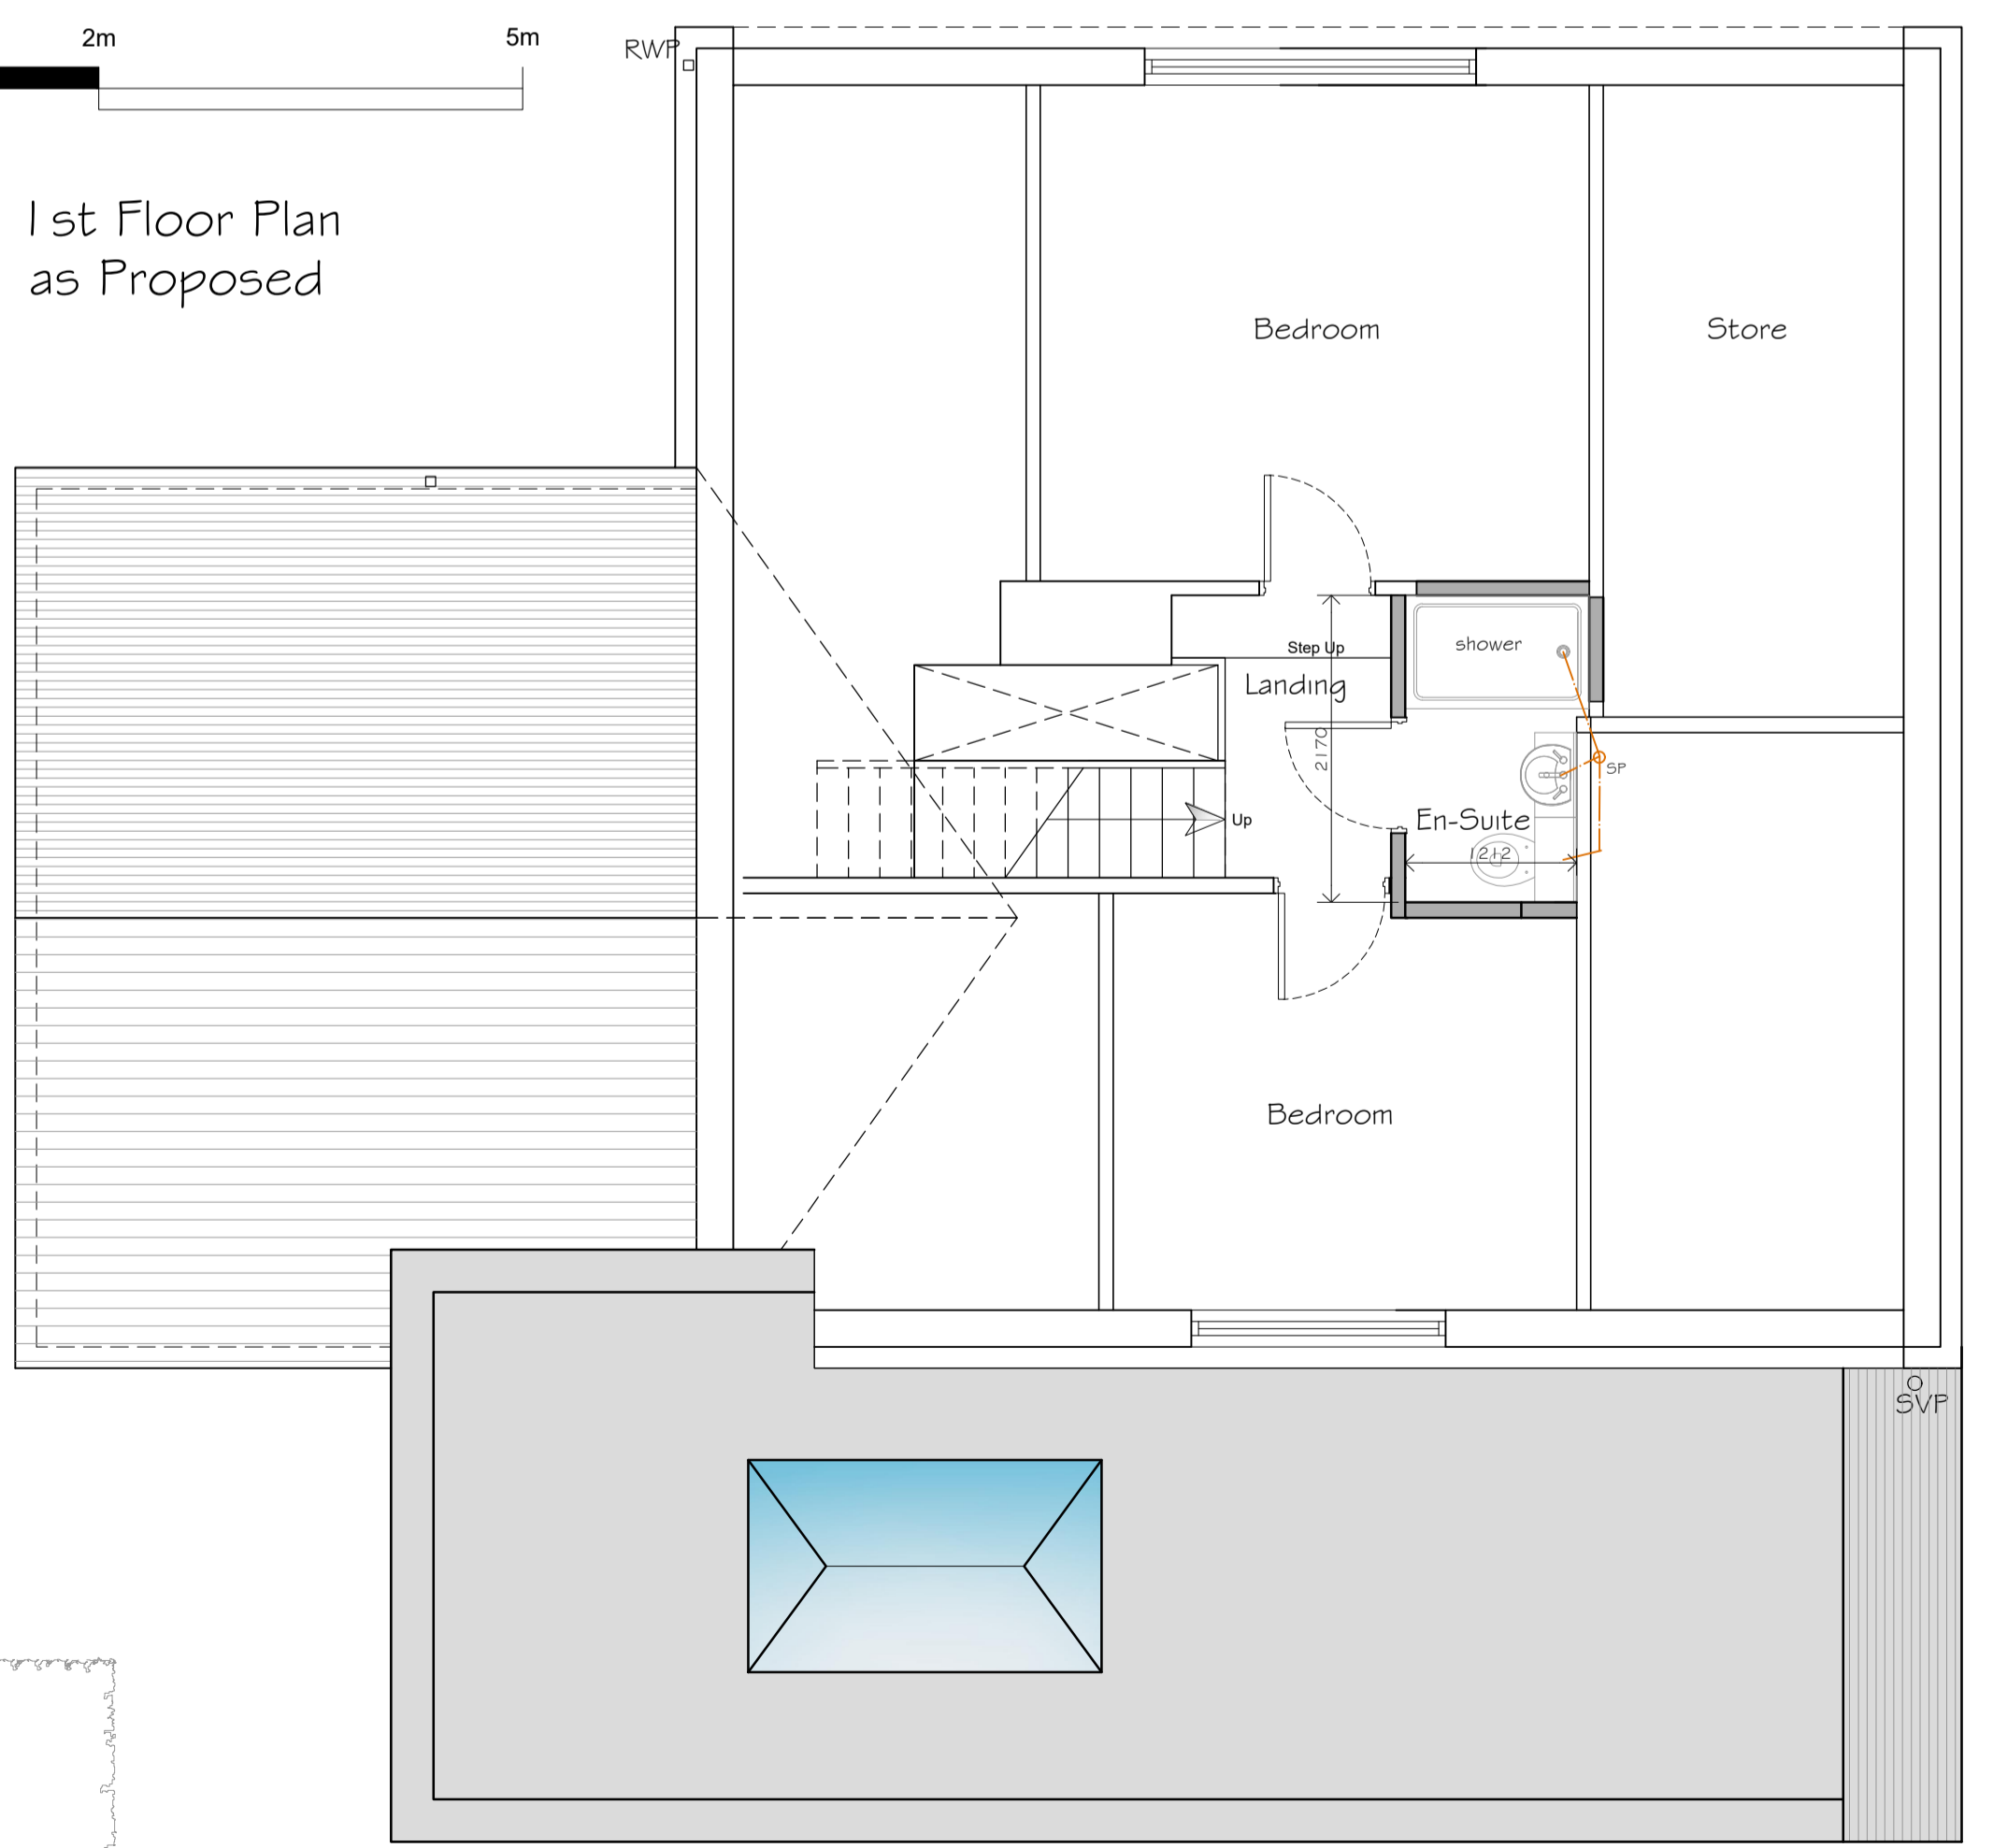 2m
5m
RWP
1st Floor Plan
as Proposed
Bedroom
Store
shower
Step Up
Landing
2170
SP
Up
En-Suite
1212
Bedroom
SVP